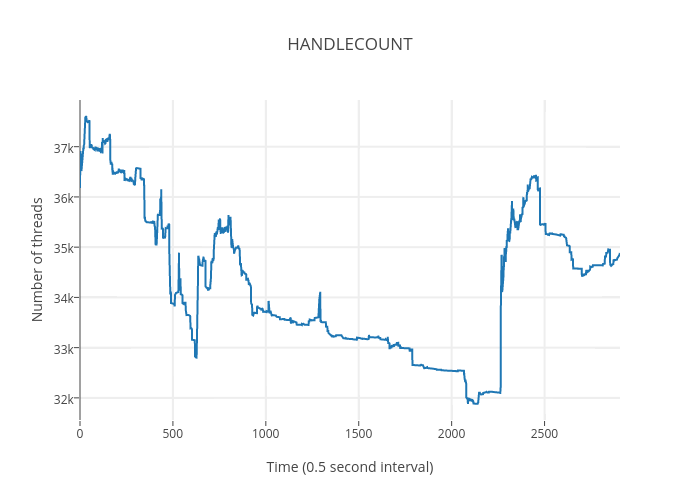 HANDLECOUNT
Number of threads
37k
36k
35k
34k
33k
32k
0
500
1000
1500
2000
2500
Time (0.5 second interval)